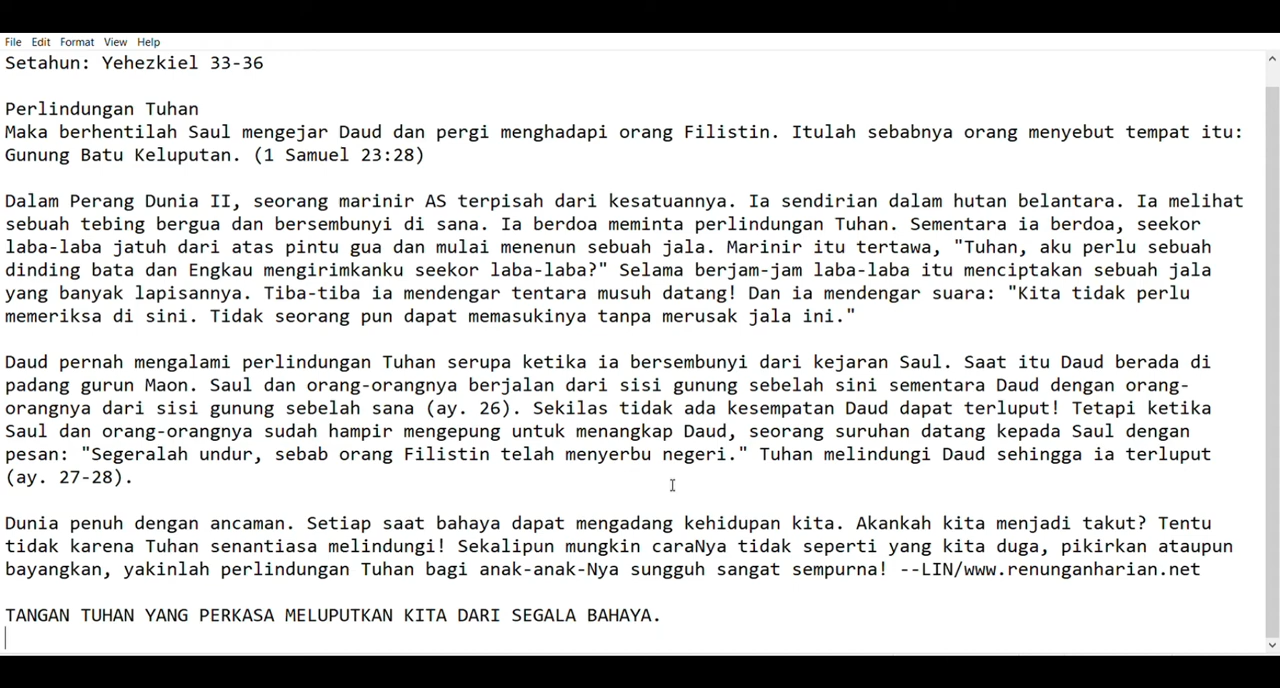 File Edit Format View Help
Setahun: Yehezkiel 33-36
Perlindungan Tuhan
Maka berhentilah Saul mengejar Daud dan pergi menghadapi orang Filistin. Itulah sebabnya orang menyebut tempat itu:
Gunung Batu Keluputan. (1 Samuel 23:28)
Dalam Perang Dunia II, seorang marinir AS terpisah dari kesatuannya. Ia sendirian dalam hutan belantara. Ia melihat
sebuah tebing bergua dan bersembunyi di sana. Ia berdoa meminta perlindungan Tuhan. Sementara ia berdoa, seekor
laba-laba jatuh dari atas pintu gua dan mulai menenun sebuah jala. Marinir itu tertawa, "Tuhan, aku perlu sebuah
dinding bata dan Engkau mengirimkanku seekor laba-laba?" Selama berjam-jam laba-laba itu menciptakan sebuah jala
yang banyak lapisannya. Tiba-tiba ia mendengar tentara musuh datang! Dan ia mendengar suara: "Kita tidak perlu
memeriksa di sini. Tidak seorang pun dapat memasukinya tanpa merusak jala ini."
Daud pernah mengalami perlindungan Tuhan serupa ketika ia bersembunyi dari kejaran Saul. Saat itu Daud berada di
padang gurun Maon. Saul dan orang-orangnya berjalan dari sisi gunung sebelah sini sementara Daud dengan orang-
orangnya dari sisi gunung sebelah sana (ay. 26). Sekilas tidak ada kesempatan Daud dapat terluput! Tetapi ketika
Saul dan orang-orangnya sudah hampir mengepung untuk menangkap Daud, seorang suruhan datang kepada Saul dengan
pesan: "Segeralah undur, sebab orang Filistin telah menyerbu negeri." Tuhan melindungi Daud sehingga ia terluput
(ay. 27-28).
Dunia penuh dengan ancaman. Setiap saat bahaya dapat mengadang kehidupan kita. Akankah kita menjadi takut? Tentu
tidak karena Tuhan senantiasa melindungi! Sekalipun mungkin caraNya tidak seperti yang kita duga, pikirkan ataupun
bayangkan, yakinlah perlindungan Tuhan bagi anak-anak-Nya sungguh sangat sempurna! --LIN/www.renunganharian.net
TANGAN TUHAN YANG PERKASA MELUPUTKAN KITA DARI SEGALA BAHAYA.